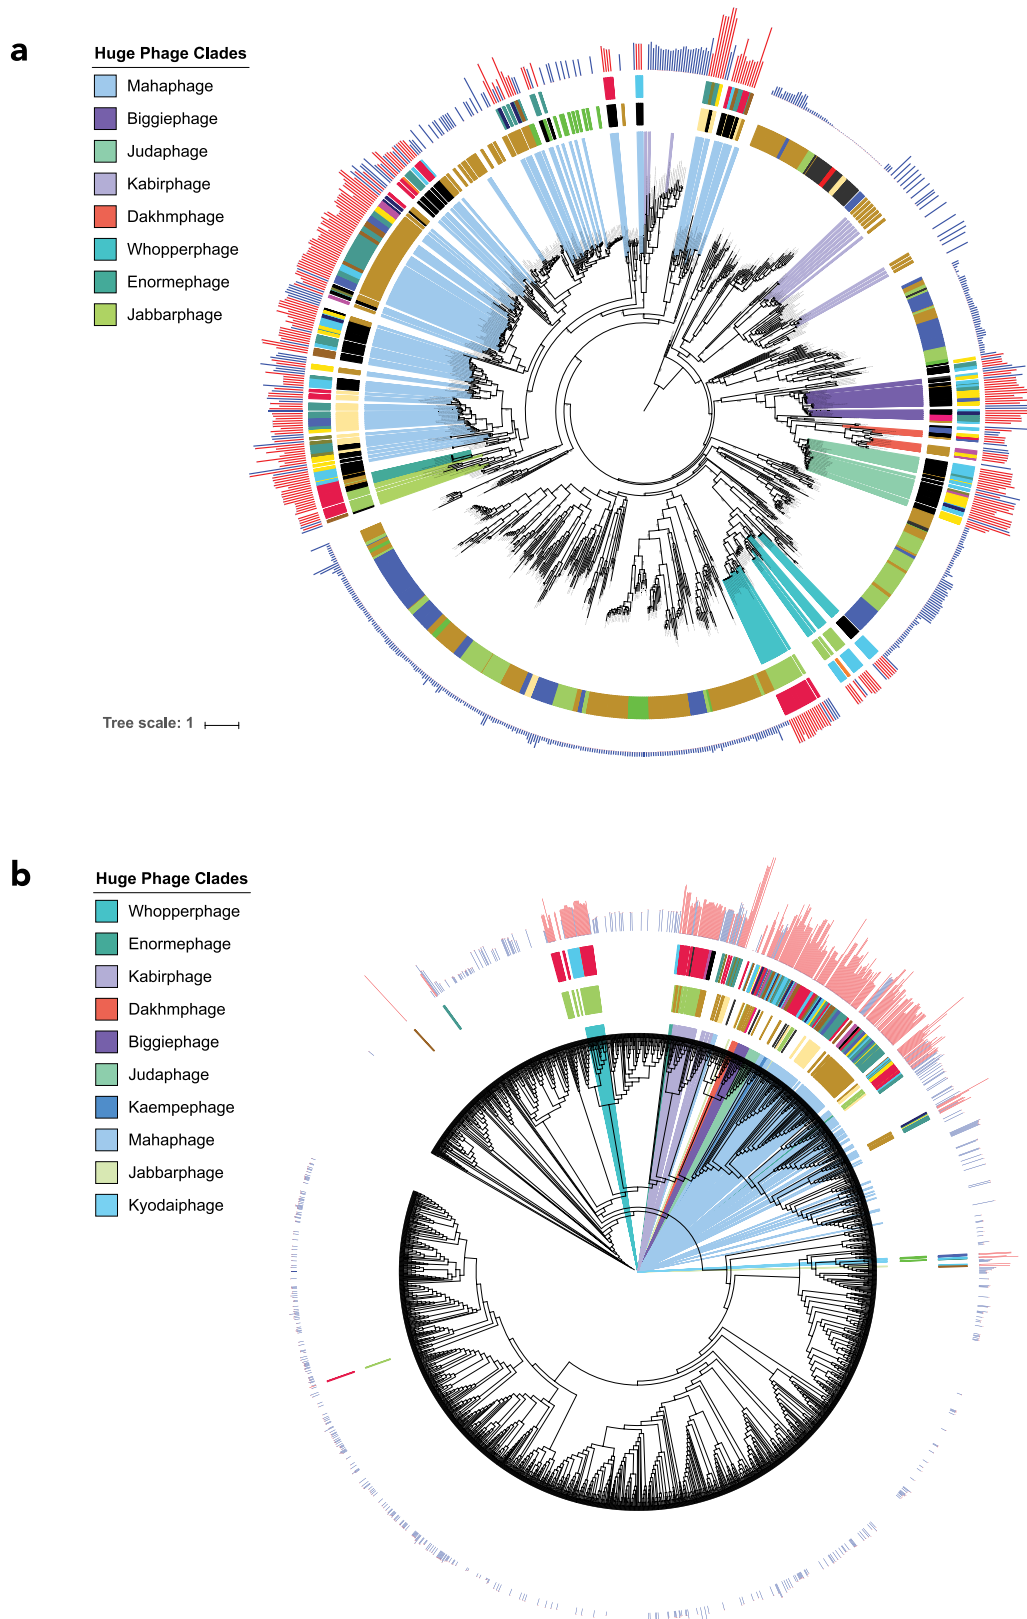 a
Huge Phage Clades
Mahaphage
Biggiephage
Judaphage
Kabirphage
Dakhmphage
Whopperphage
Enormephage
Jabbarphage
Tree scale: 1
b
Huge Phage Clades
Whopperphage
Enormephage
Kabirphage
Dakhmphage
Biggiephage
Judaphage
Kaempephage
Mahaphage
Jabbarphage
Kyodaiphage